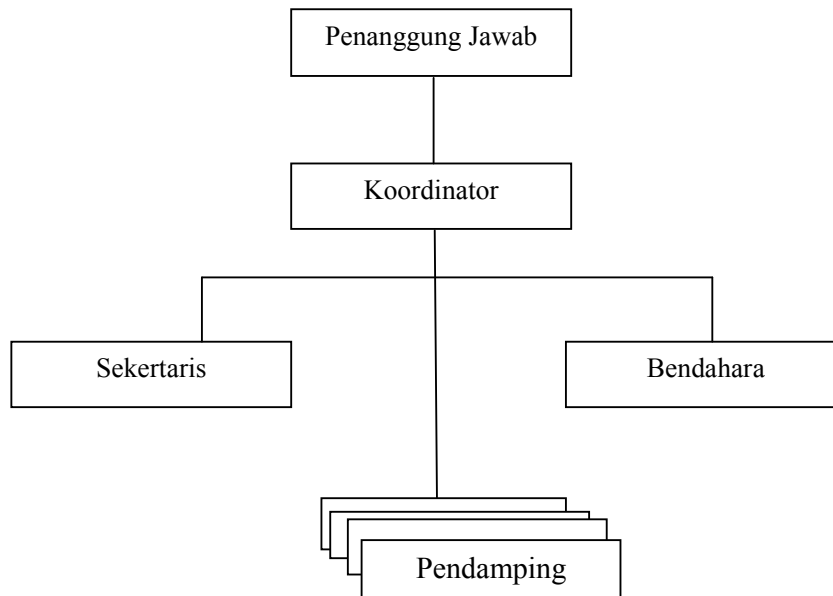 Penanggung Jawab
Koordinator
Sekertaris
Bendahara
Pendamping